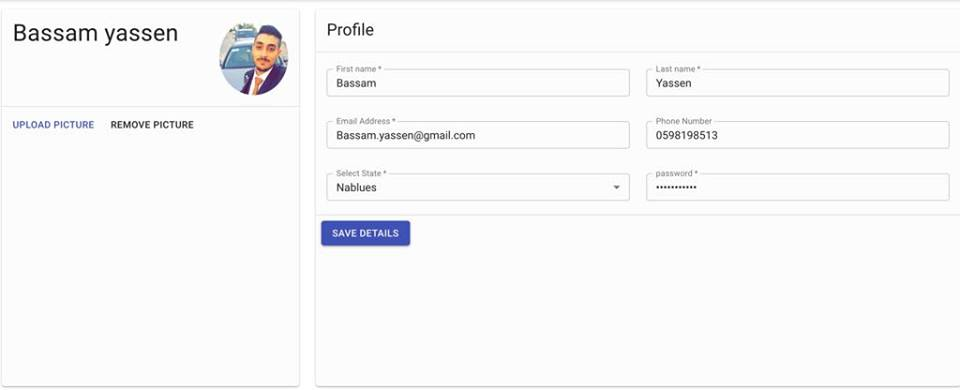 Bassam yassen
UPLOAD PICTURE REMOVE PICTURE
Profile
First name *
Bassam
Last name *
Yassen
Email Address *
Bassam.yassen@gmail.com
Phone Number
0598198513
Select State *
Nablues
password *
•••••••••••
SAVE DETAILS